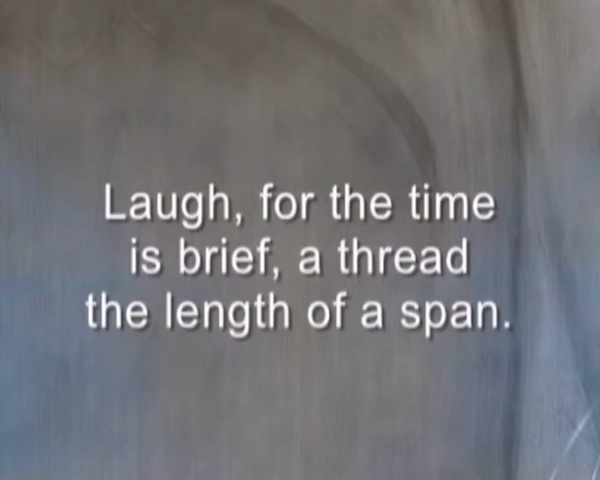 Laugh, for the time
is brief, a thread
the length of a span.